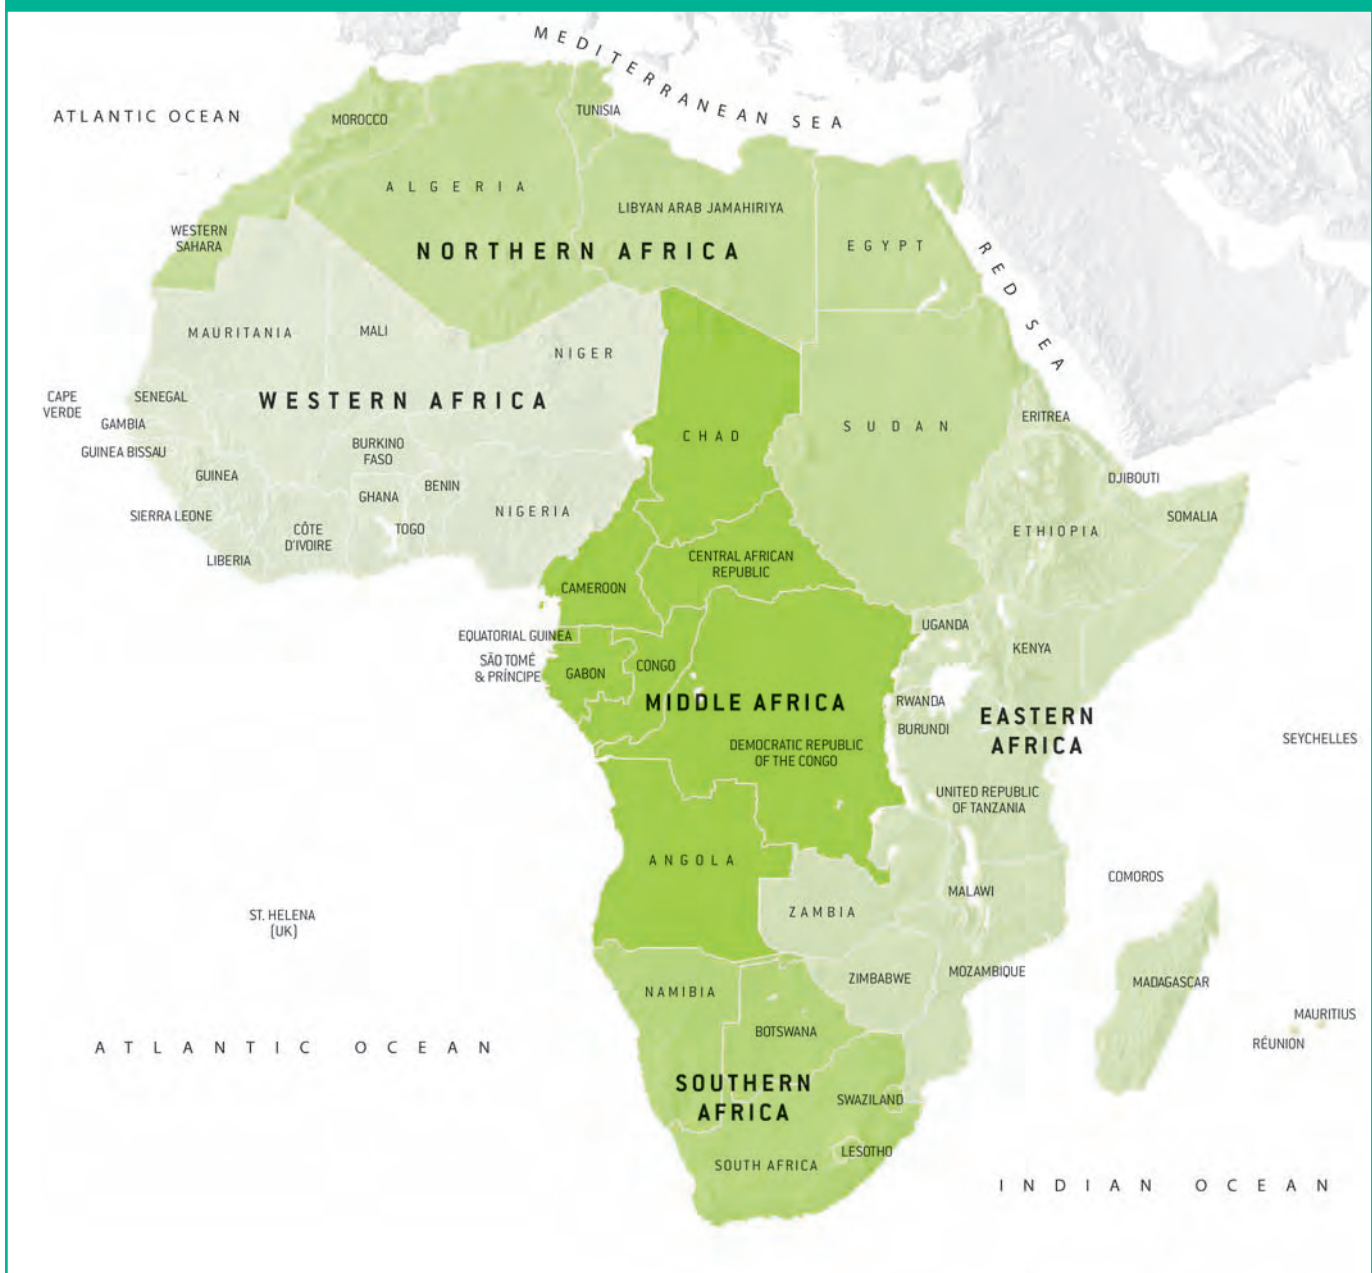 MEDITERRANEAN SEA
ATLANTIC OCEAN
TUNISIA
MOROCCO
ALGERIA
LIBYAN ARAB JAMAHIRIYA
WESTERN
SAHARA
NORTHERN AFRICA
EGYPT
RED SEA
MAURITANIA
MALI
NIGER
CAPE
VERDE
SENEGAL
WESTERN AFRICA
GAMBIA
CHAD
SUDAN
ERITREA
GUINEA BISSAU
BURKINO
FASO
GUINEA
BENIN
DJIBOUTI
GHANA
SIERRA LEONE
NIGERIA
SOMALIA
CÔTE
D'IVOIRE
TOGO
ETHIOPIA
LIBERIA
CENTRAL AFRICAN
REPUBLIC
CAMEROON
UGANDA
EQUATORIAL GUINEA
KENYA
SÃO TOMÉ
& PRÍNCIPE
GABON
CONGO
MIDDLE AFRICA
RWANDA
EASTERN
AFRICA
BURUNDI
SEYCHELLES
DEMOCRATIC REPUBLIC
OF THE CONGO
UNITED REPUBLIC
OF TANZANIA
ANGOLA
COMOROS
MALAWI
ST. HELENA
(UK)
ZAMBIA
ZIMBABWE
MOZAMBIQUE
MADAGASCAR
NAMIBIA
MAURITIUS
BOTSWANA
RÉUNION
ATLANTIC OCEAN
SOUTHERN
AFRICA
SWAZILAND
LESOTHO
SOUTH AFRICA
INDIAN OCEAN